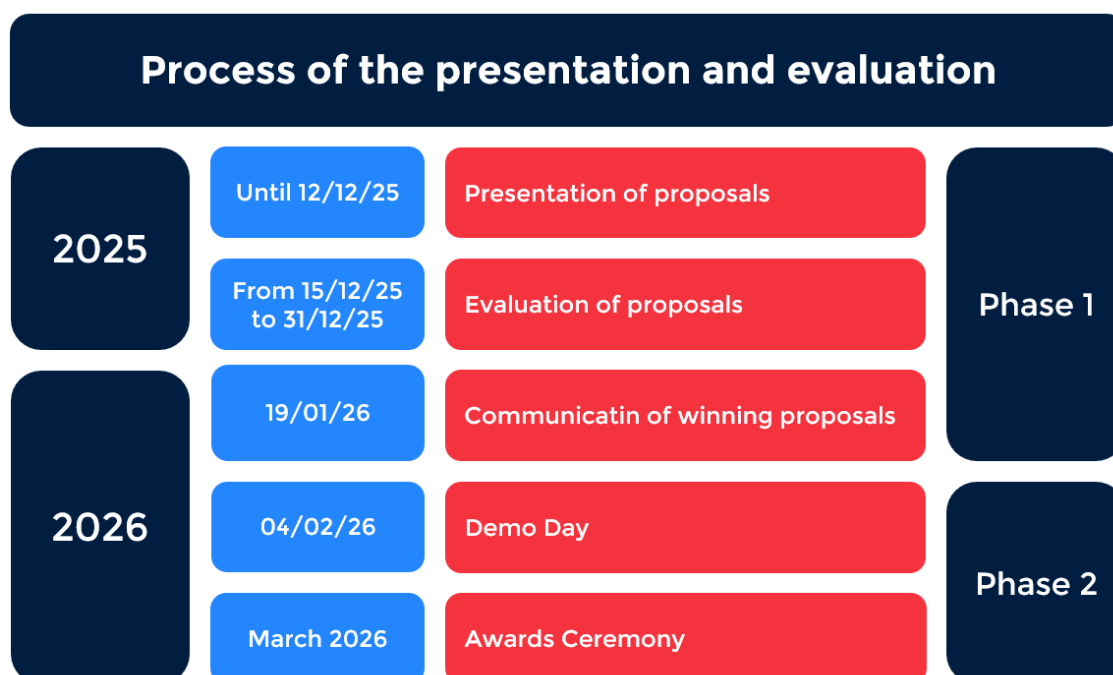 Process of the presentation and evaluation
2025
Until 12/12/25
Presentation of proposals
From 15/12/25
to 31/12/25
Evaluation of proposals
Phase 1
2026
19/01/26
Communicatin of winning proposals
04/02/26
Demo Day
Phase 2
March 2026
Awards Ceremony